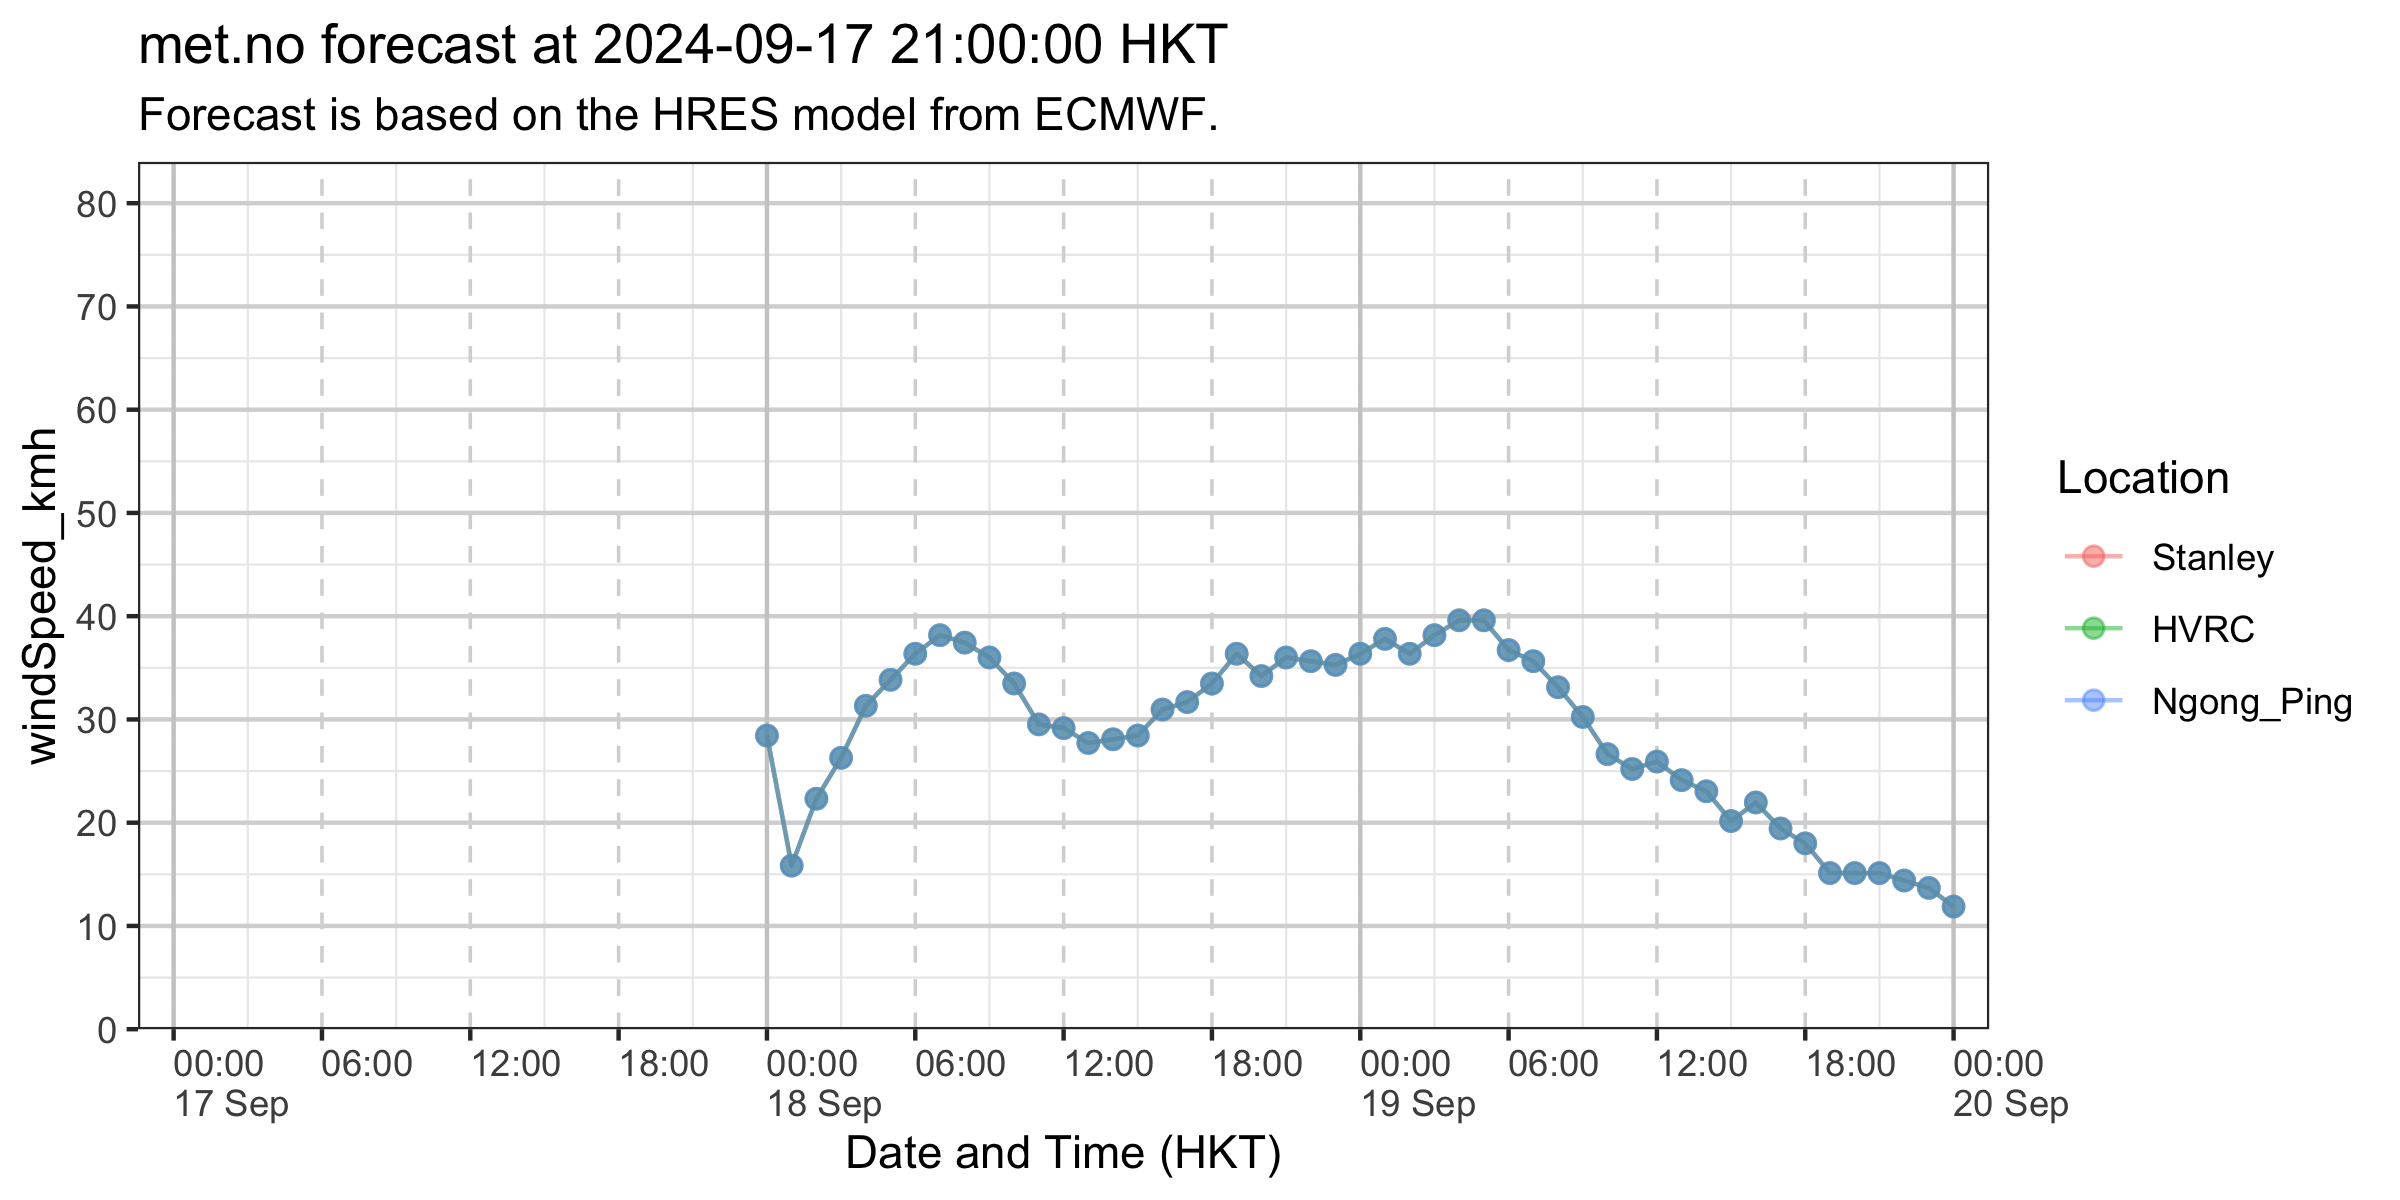 met.no forecast at 2024-09-17 21:00:00 HKT
Forecast is based on the HRES model from ECMWF.
windSpeed_kmh
80
70
60
50
40
30
20
10
0
00:00 06:00 12:00 18:00 00:00 06:00 12:00 18:00 00:00 06:00 12:00 18:00 00:00
17 Sep 18 Sep 19 Sep 20 Sep
Date and Time (HKT)
Location
Stanley
HVRC
Ngong_Ping